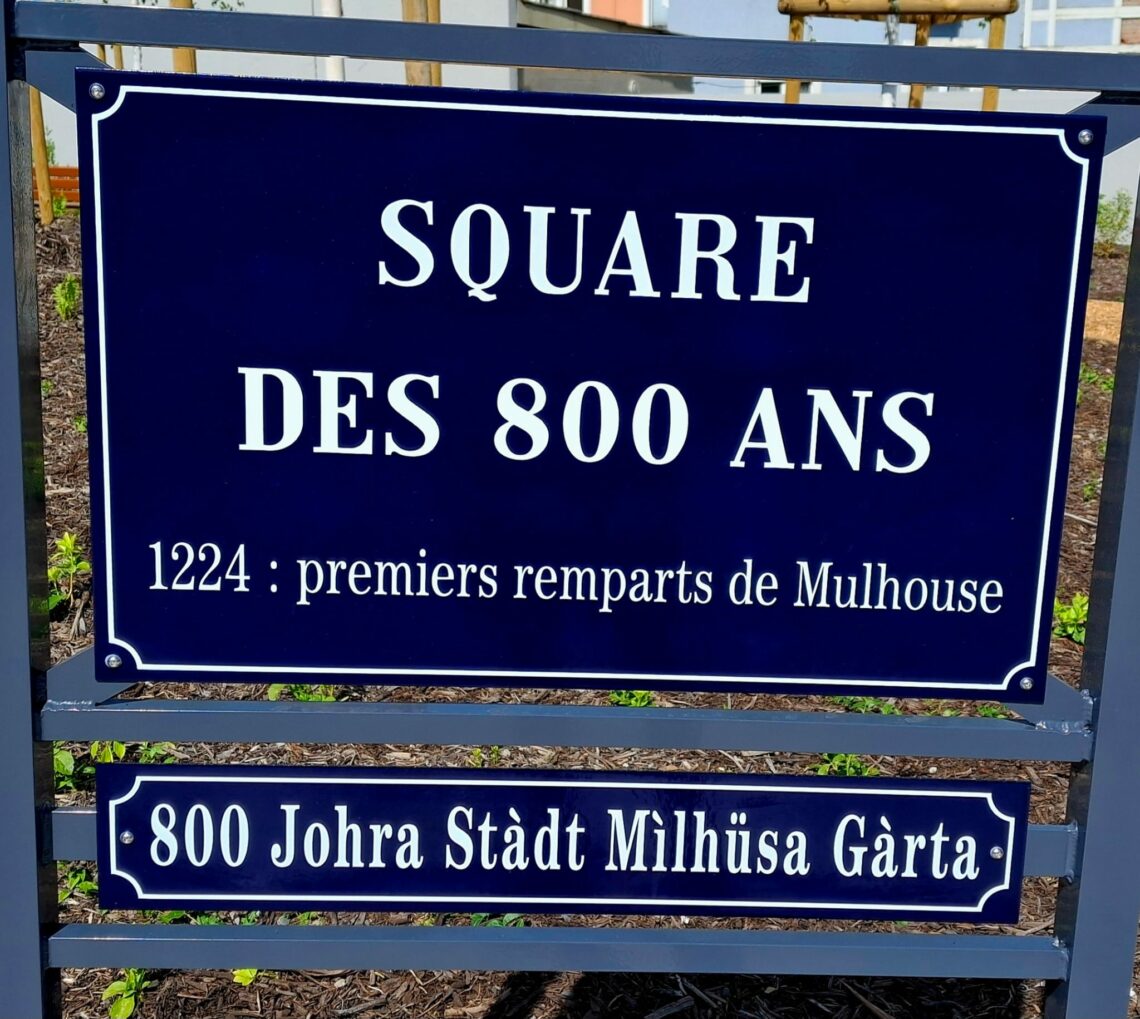 SQUARE
DES 800 ANS
1224 : premiers remparts de Mulhouse
800 Johra Stàdt Mìlhüsa Gàrta